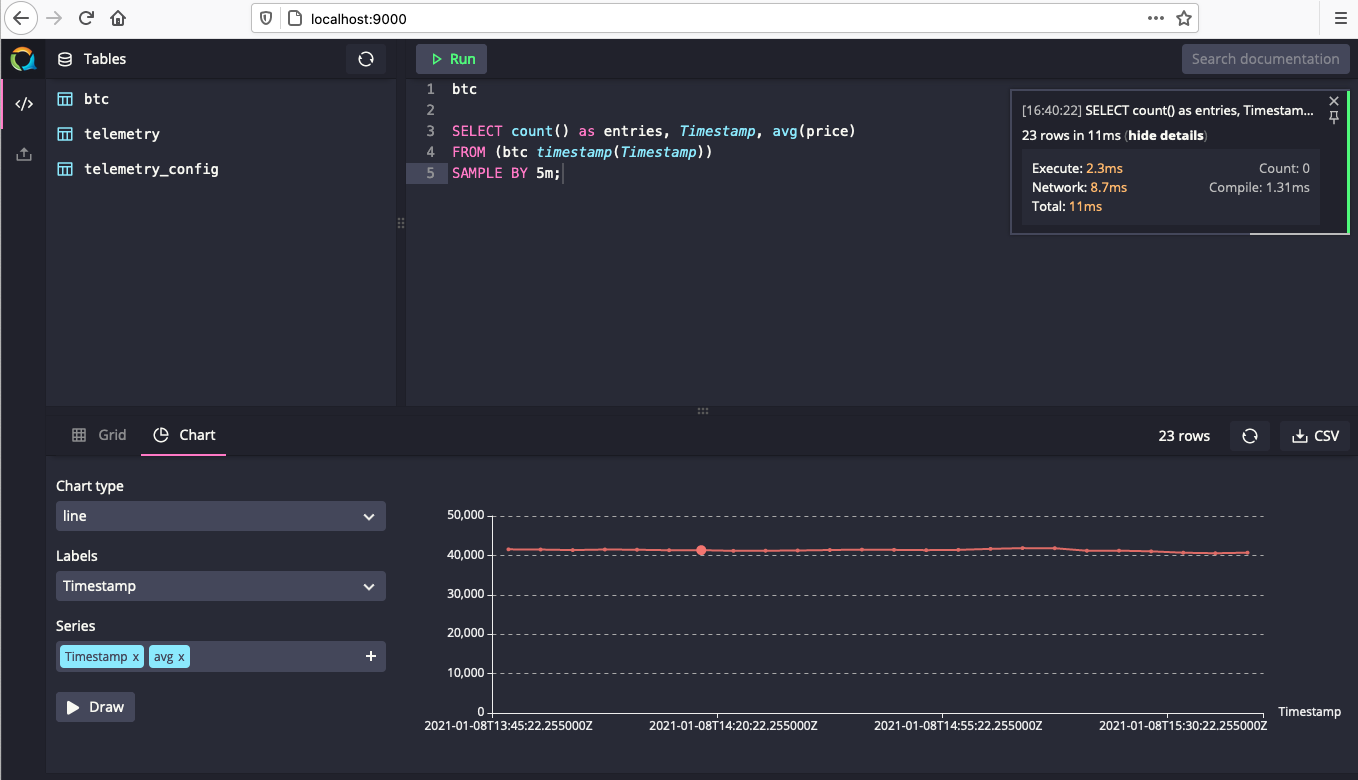 localhost:9000
Tables
Run
Search documentation
btc
telemetry
telemetry_config
1 btc
2
3 SELECT count() as entries, Timestamp, avg(price)
4 FROM (btc timestamp(Timestamp))
5 SAMPLE BY 5m;
[16:40:22] SELECT count() as entries, Timestam...
23 rows in 11ms (hide details)
Execute: 2.3ms Count: 0
Network: 8.7ms Compile: 1.31ms
Total: 11ms
Grid Chart 23 rows CSV
Chart type
line
Labels
Timestamp
Series
Timestamp x avg x +
Draw
50,000
40,000
30,000
20,000
10,000
0
2021-01-08T13:45:22.255000Z 2021-01-08T14:20:22.255000Z 2021-01-08T14:55:22.255000Z 2021-01-08T15:30:22.255000Z
Timestamp